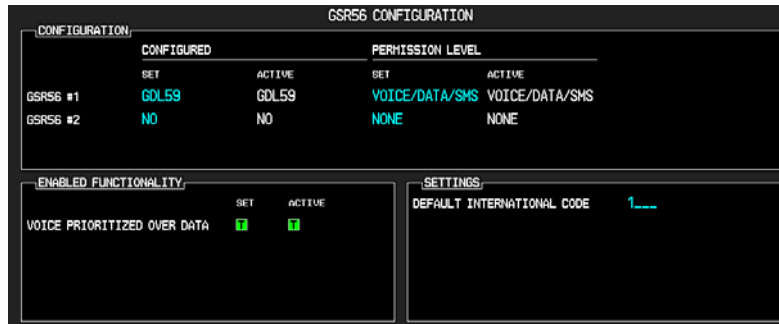 GSR56 CONFIGURATION
CONFIGURATION
CONFIGURED PERMISSION LEVEL
SET ACTIVE SET ACTIVE
GSR56 #1 GDL59 GDL59 VOICE/DATA/SMS VOICE/DATA/SMS
GSR56 #2 NO NO NONE NONE
ENABLED FUNCTIONALITY
SET ACTIVE
VOICE PRIORITIZED OVER DATA T T
SETTINGS
DEFAULT INTERNATIONAL CODE 1___